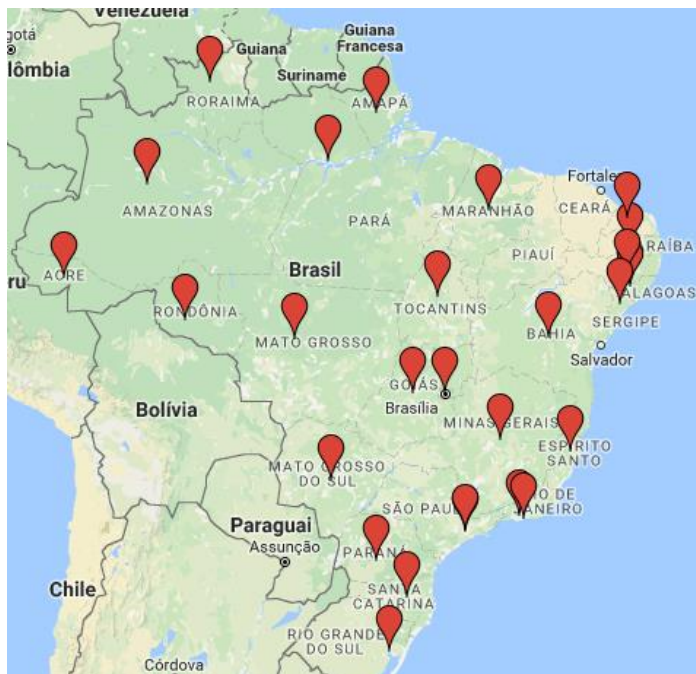 Venezuela
gotá
lômbia
Guiana
Guiana
Francesa
Suriname
RORAIMA
AMAPÁ
AMAZONAS
PARÁ
MARANHÃO
Fortale
CEARÁ
RAÍBA
PIAUÍ
ACRE
ru
RONDÔNIA
Brasil
TOCANTINS
ALAGOAS
SERGIPE
MATO GROSSO
BAHIA
Salvador
GOIÁS
Brasília
Bolívia
MINAS GERAIS
ESPÍRITO
SANTO
MATO GROSSO
DO SUL
SÃO PAUL
IO DE
JANEIRO
Paraguai
Assunção
PARANÁ
Chile
SANTA
CATARINA
RIO GRANDE
DO SUL
Córdova